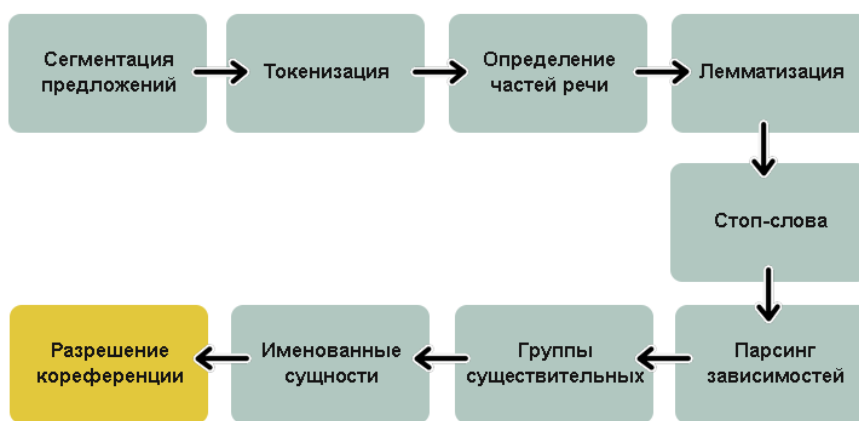 Сегментация
предложений
Токенизация
Определение
частей речи
Лемматизация
Стоп-слова
Парсинг
зависимостей
Группы
существительных
Именованные
сущности
Разрешение
кореференции